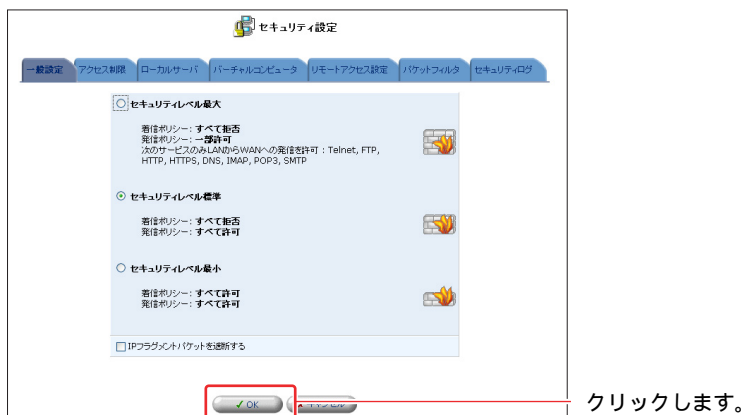 セキュリティ設定
一般設定 アクセス制限 ローカルサーバ バーチャルコンピュータ リモートアクセス設定 パケットフィルタ セキュリティログ
セキュリティレベル最大
着信ポリシー: すべて拒否
発信ポリシー: 一部許可
次のサービスのみLANからWANへの発信を許可 : Telnet, FTP,
HTTP, HTTPS, DNS, IMAP, POP3, SMTP
セキュリティレベル標準
着信ポリシー: すべて拒否
発信ポリシー: すべて許可
セキュリティレベル最小
着信ポリシー: すべて許可
発信ポリシー: すべて許可
IPフラグメントパケットを遮断する
✓ OK
クリックします。